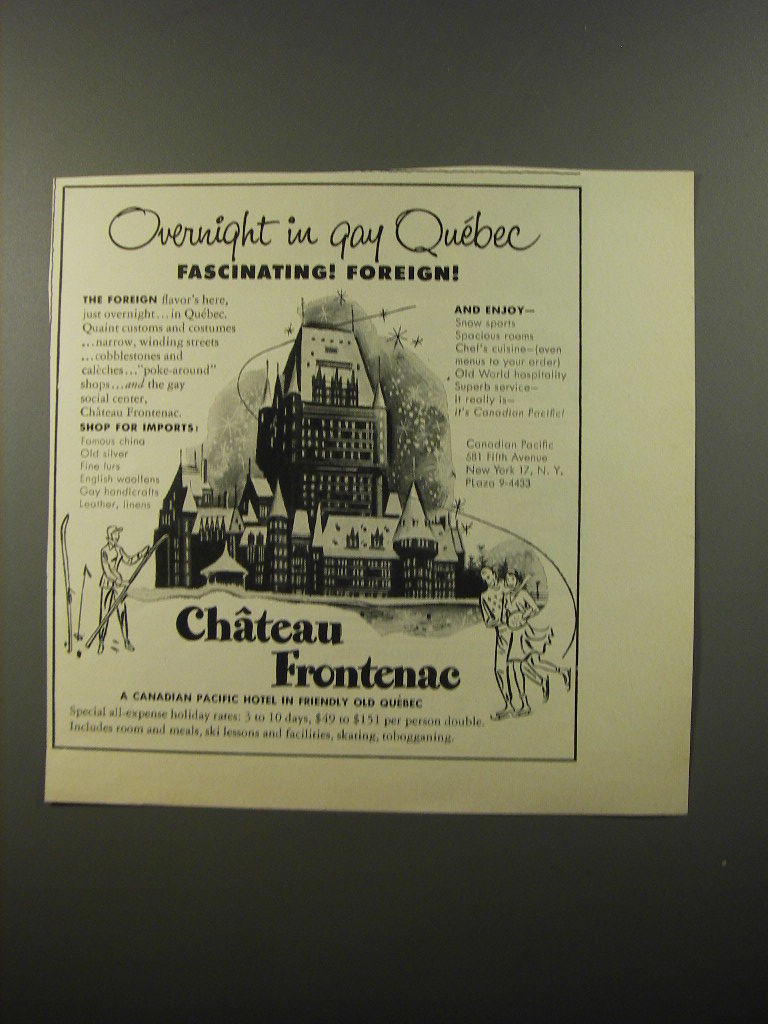 Overnight in gay Québec
FASCINATING! FOREIGN!
THE FOREIGN flavor's here,
just overnight...in Québec.
Quaint customs and costumes
...narrow, winding streets
...cobblestones and
calèches..."poke-around"
shops...and the gay
social center,
Château Frontenac.
SHOP FOR IMPORTS:
Famous china
Old silver
Fine furs
English woollens
Gay handicrafts
Leather, linens
AND ENJOY—
Snow sports
Spacious rooms
Chef's cuisine—(even
menus to your order)
Old World hospitality
Superb service—
it really is—
it's Canadian Pacific!
Canadian Pacific
581 Fifth Avenue
New York 17, N. Y.
PLaza 9-4433
Château
Frontenac
A CANADIAN PACIFIC HOTEL IN FRIENDLY OLD QUÉBEC
Special all-expense holiday rates: 3 to 10 days, $49 to $151 per person double.
Includes room and meals, ski lessons and facilities, skating, tobogganing.